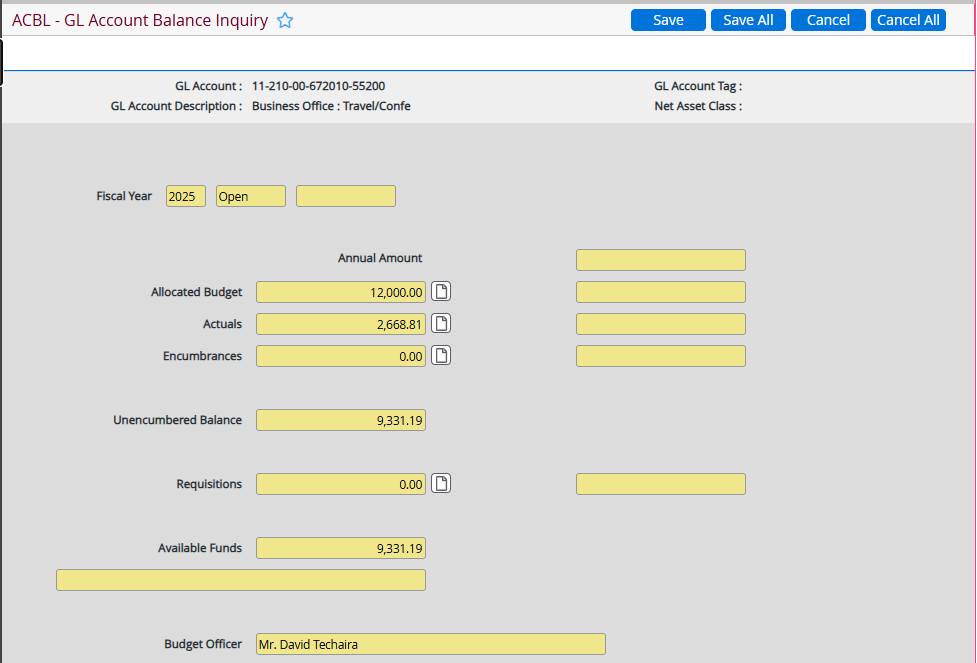 ACBL - GL Account Balance Inquiry Save Save All Cancel Cancel All
GL Account : 11-210-00-672010-55200 GL Account Tag :
GL Account Description : Business Office : Travel/Confe Net Asset Class :
Fiscal Year 2025 Open
Annual Amount
Allocated Budget 12,000.00
Actuals 2,668.81
Encumbrances 0.00
Unencumbered Balance 9,331.19
Requisitions 0.00
Available Funds 9,331.19
Budget Officer Mr. David Techaira